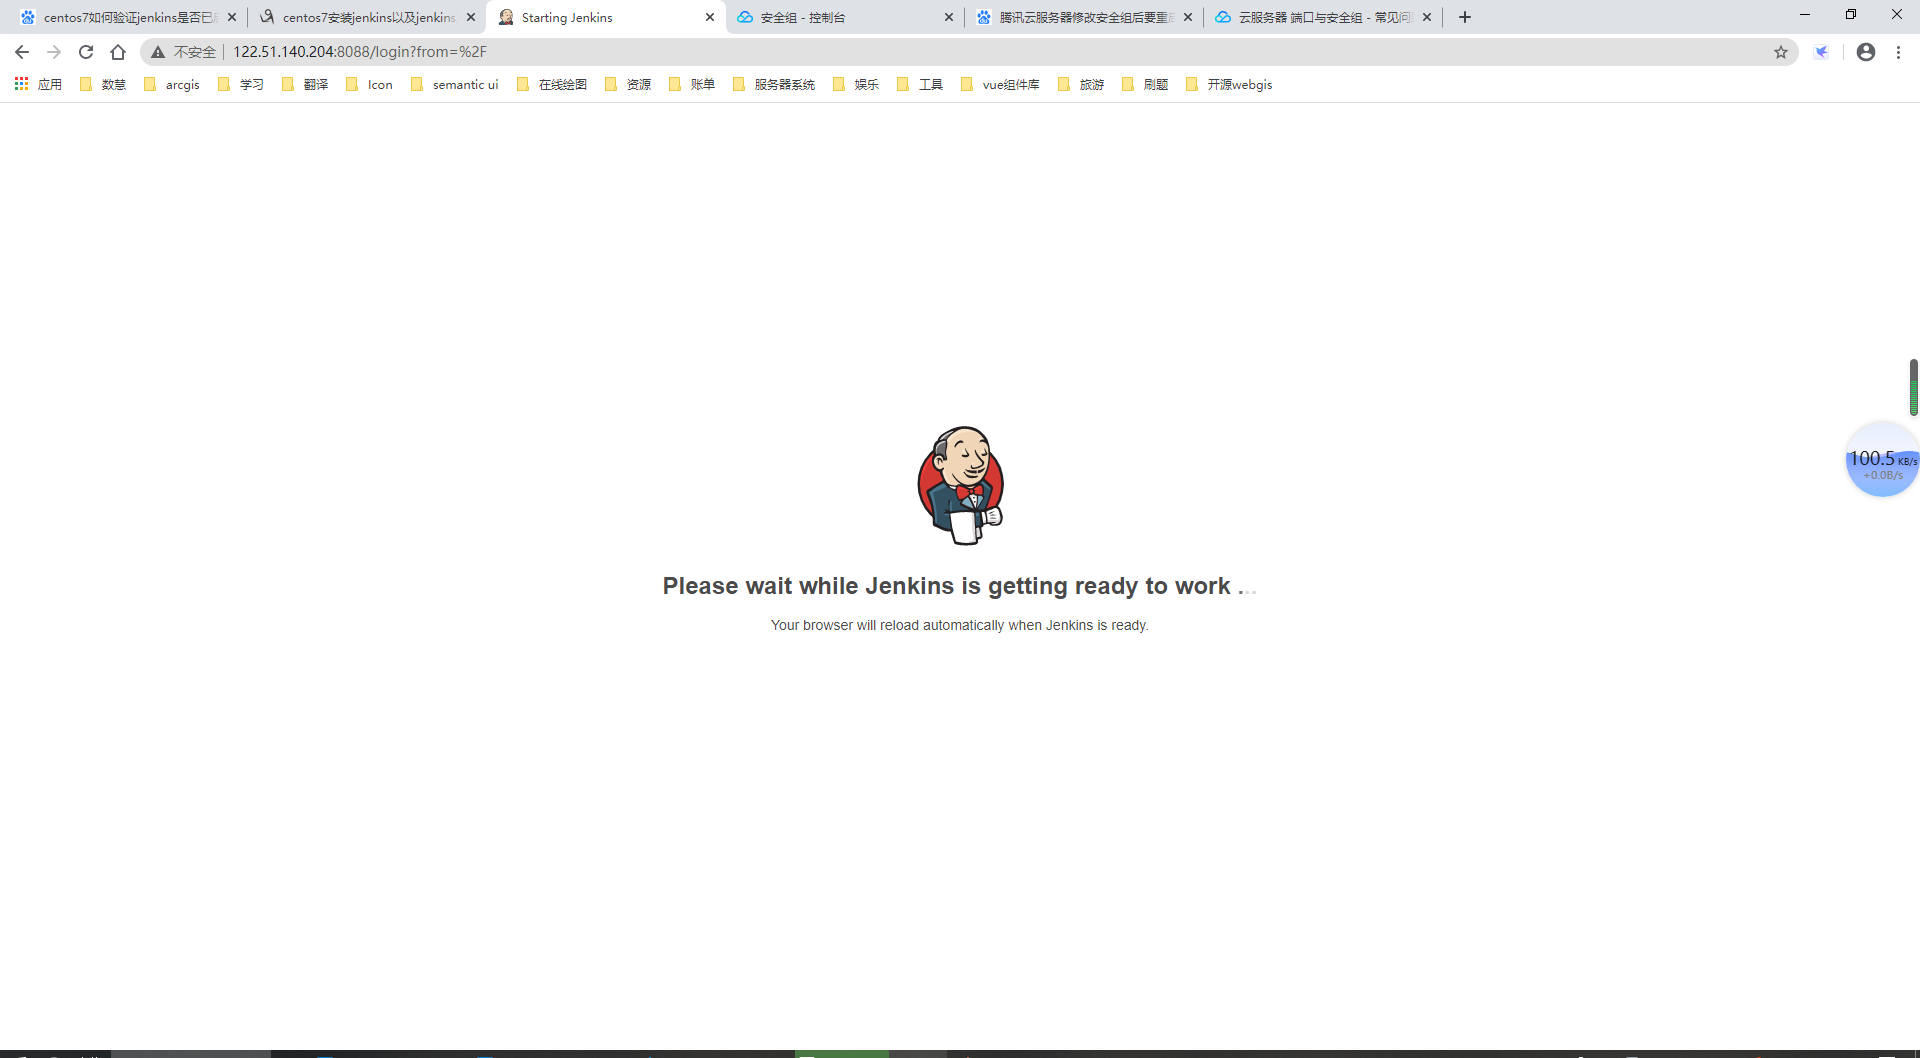 centos7如何验证jenkins是否已
centos7安装jenkins以及jenkins
Starting Jenkins
安全组 - 控制台
腾讯云服务器修改安全组后要重
云服务器 端口与安全组 - 常见问
不安全
122.51.140.204:8088/login?from=%2F
应用
数慧
arcgis
学习
翻译
Icon
semantic ui
在线绘图
资源
账单
服务器系统
娱乐
工具
vue组件库
旅游
刷题
开源webgis
100.5 KB/s
+0.0B/s
Please wait while Jenkins is getting ready to work ...
Your browser will reload automatically when Jenkins is ready.